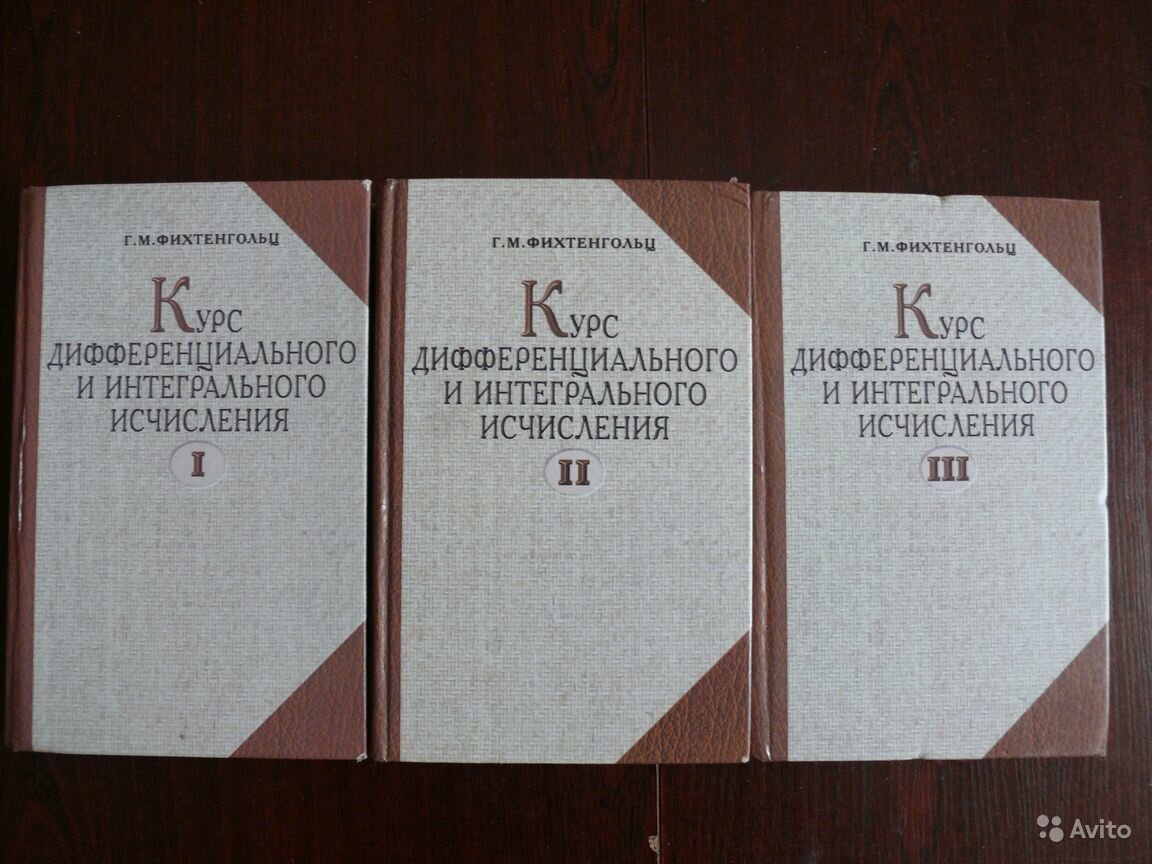 Г.М.ФИХТЕНГОЛЬЦ
Курс
ДИФФЕРЕНЦИАЛЬНОГО
И ИНТЕГРАЛЬНОГО
ИСЧИСЛЕНИЯ
I
Г.М.ФИХТЕНГОЛЬЦ
Курс
ДИФФЕРЕНЦИАЛЬНОГО
И ИНТЕГРАЛЬНОГО
ИСЧИСЛЕНИЯ
II
Г.М.ФИХТЕНГОЛЬЦ
Курс
ДИФФЕРЕНЦИАЛЬНОГО
И ИНТЕГРАЛЬНОГО
ИСЧИСЛЕНИЯ
III
Avito